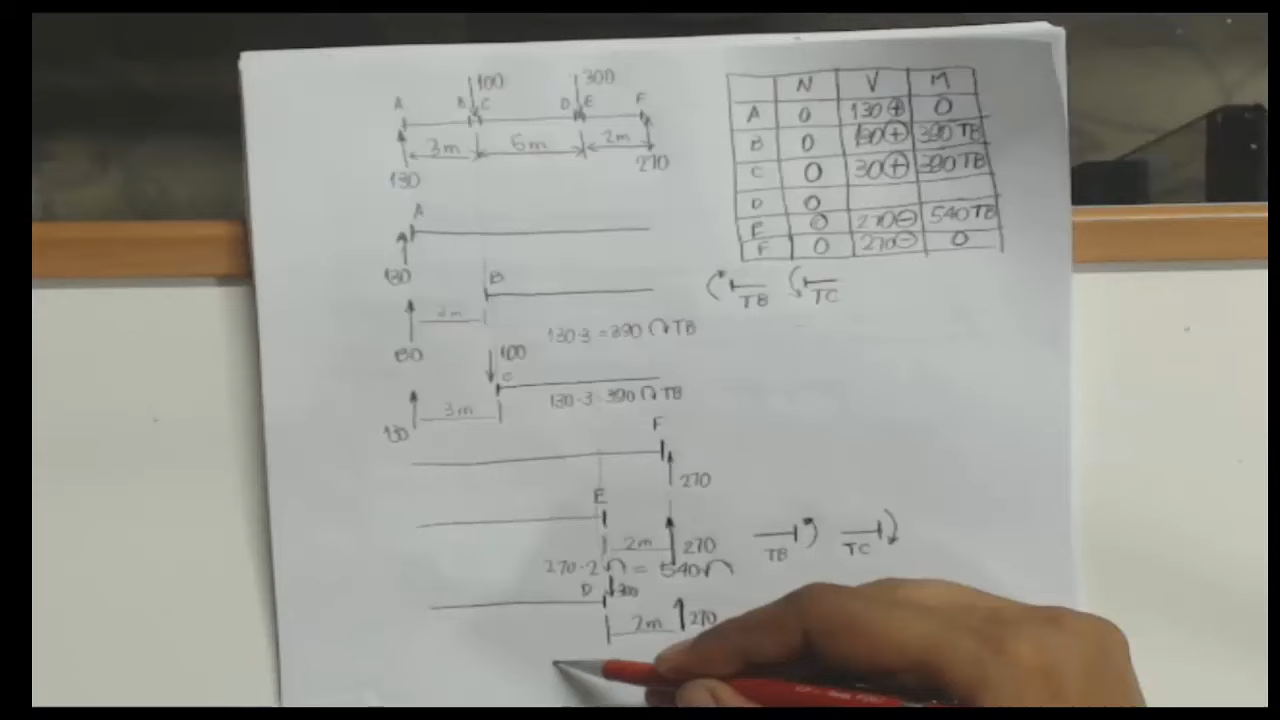 100 300
A B C D E F
3m 5m 2m
130 270
A
130
B
3m
130
130·3 = 390 TB
100
C
3m
130
130·3 = 390 TB
F
270
E
2m 270
270·2 = 540
D 300
2m 270
N V M
A 0 130 + 0
B 0 130 + 390 TB
C 0 30 + 390 TB
D 0
E 0 270 - 540 TB
F 0 270 - 0
TB TC
TB TC